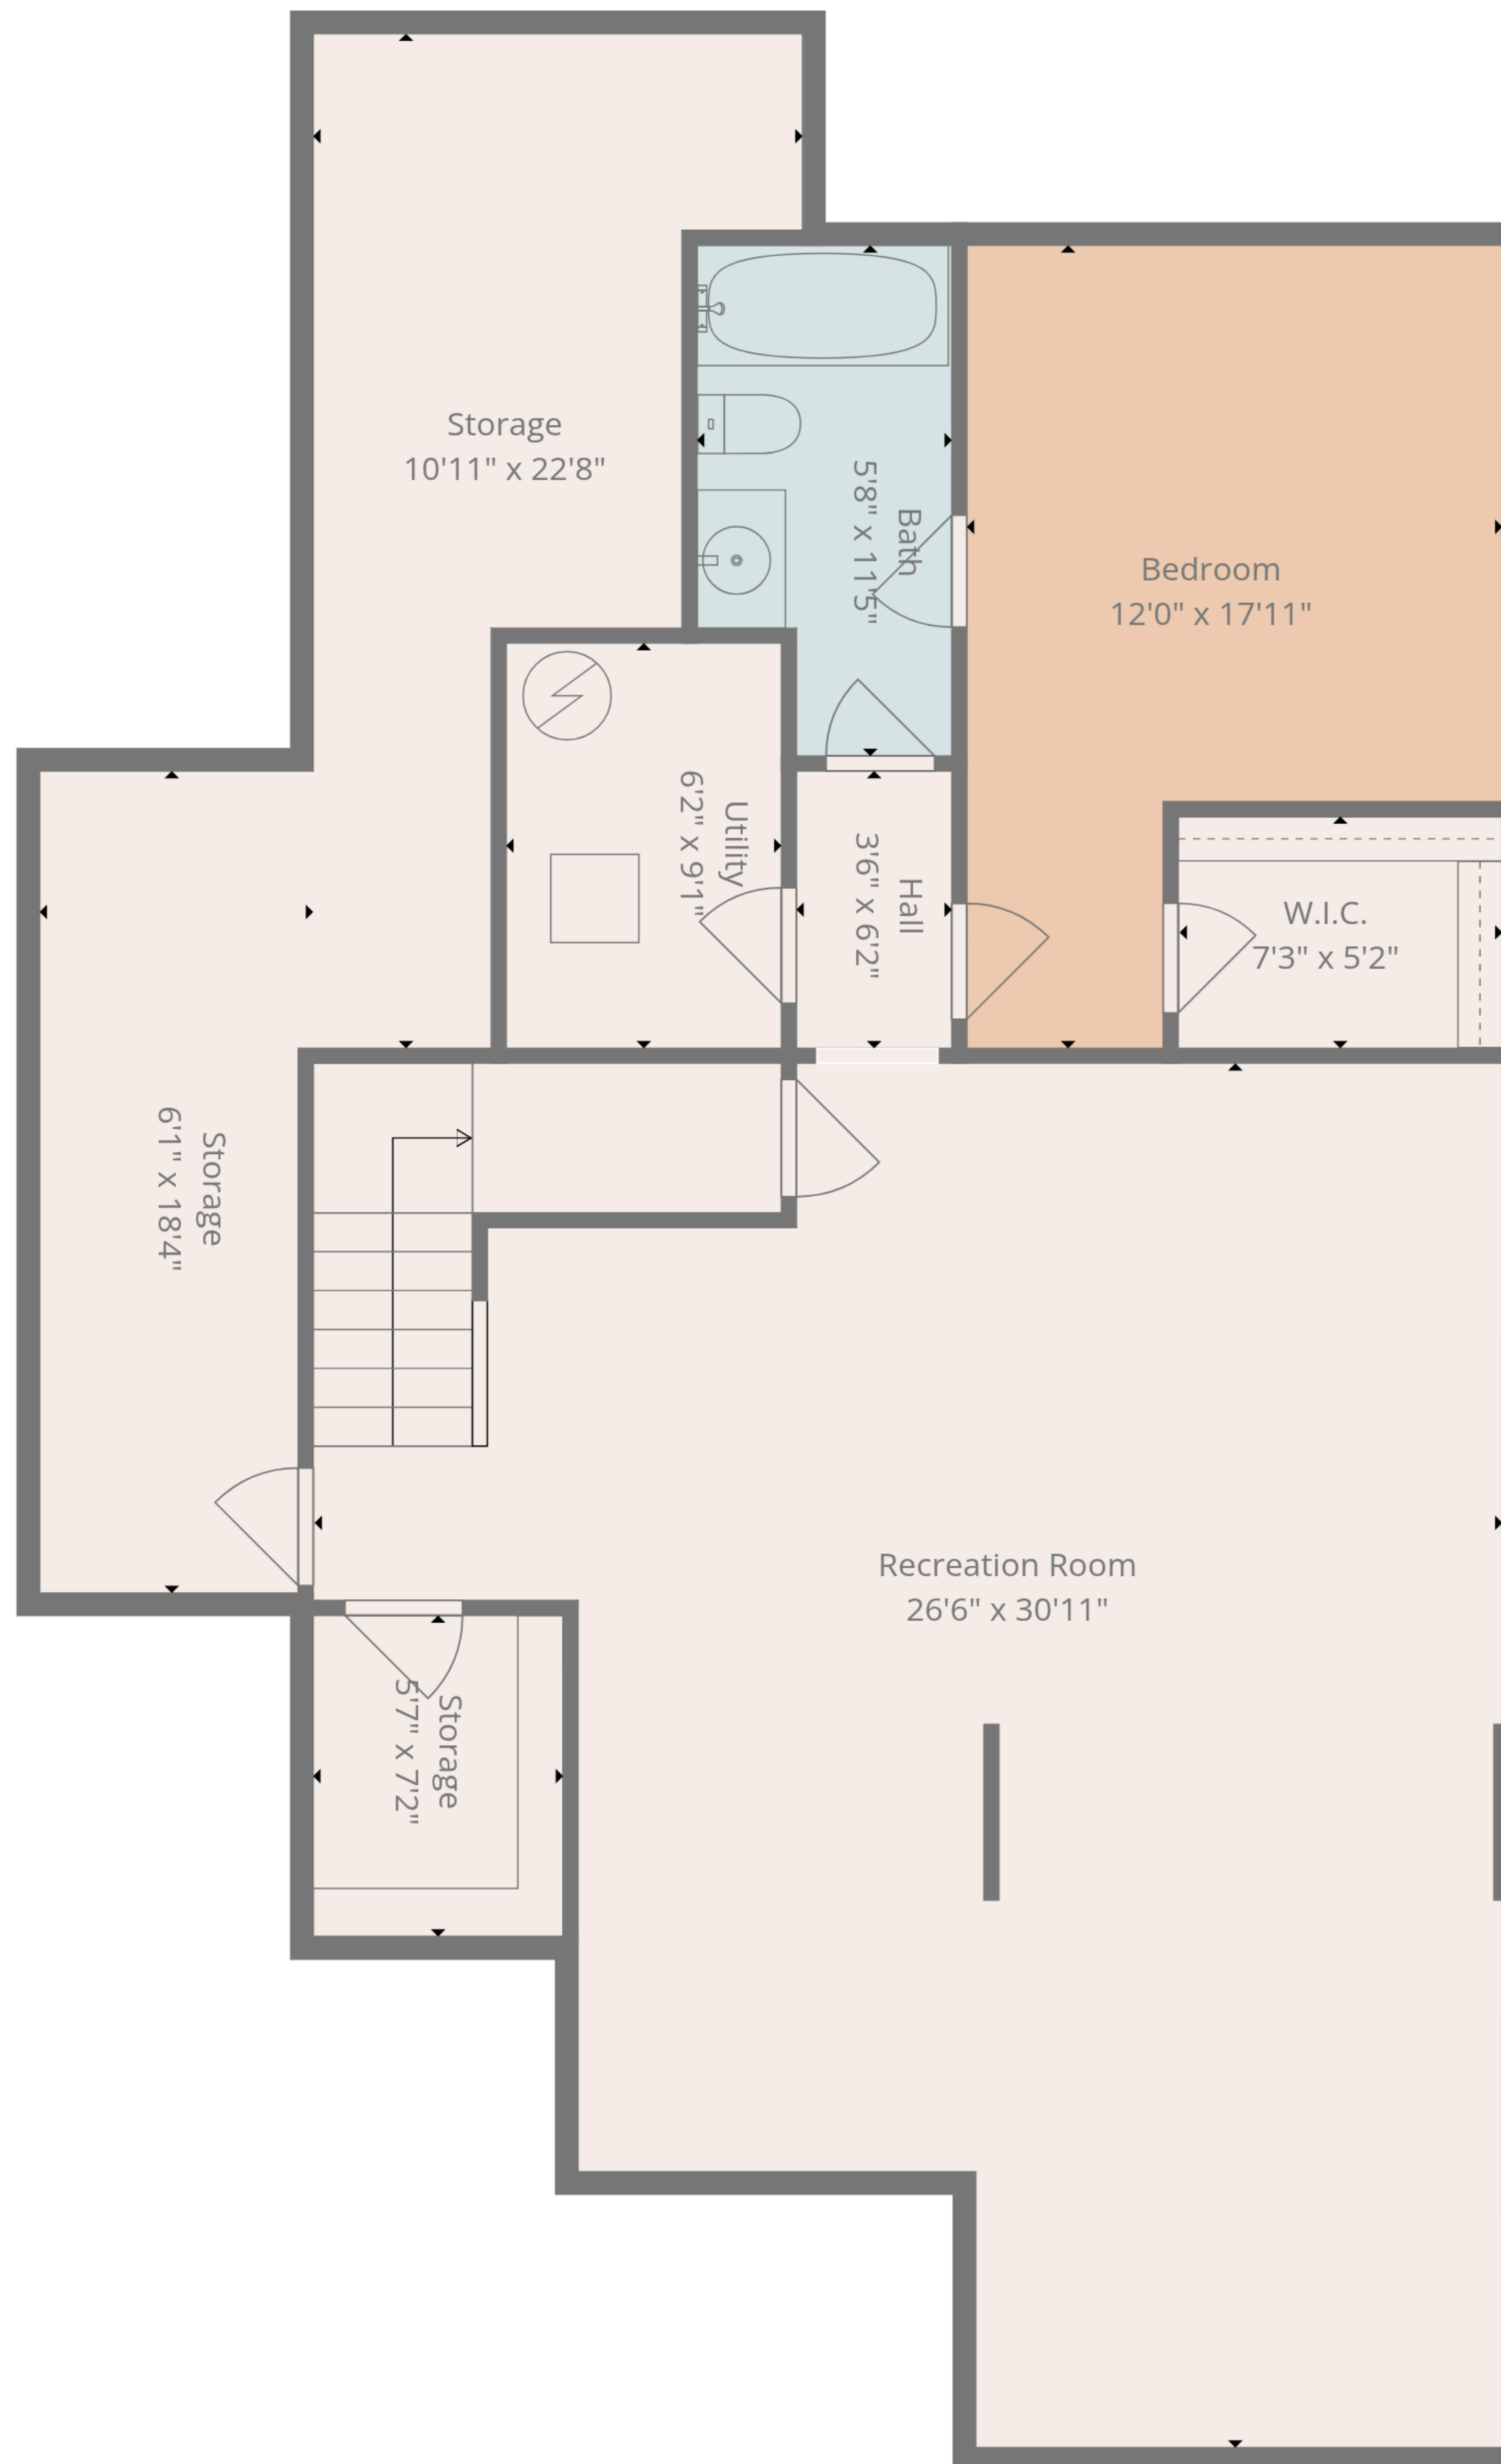 Storage
10'11" x 22'8"
Bath
5'8" x 11'5"
Bedroom
12'0" x 17'11"
Utility
6'2" x 9'1"
Hall
3'6" x 6'2"
W.I.C.
7'3" x 5'2"
Storage
6'1" x 18'4"
Recreation Room
26'6" x 30'11"
Storage
5'7" x 7'2"